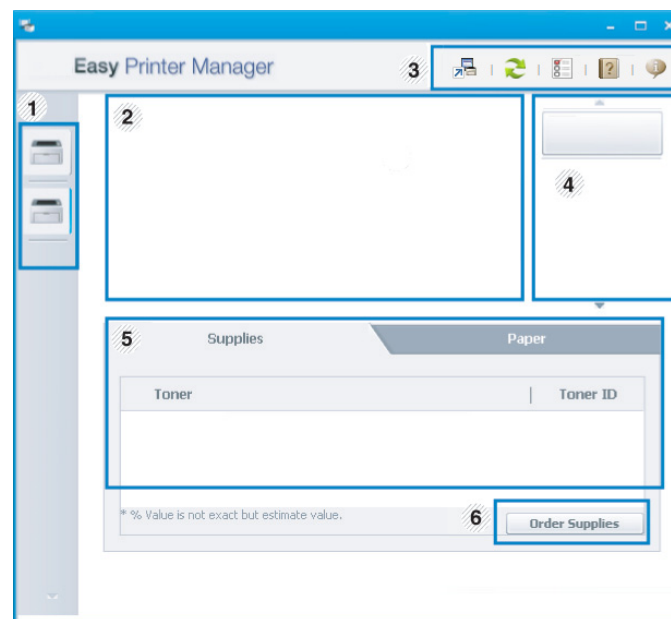 Easy Printer Manager
3
1
2
4
5
Supplies
Paper
Toner
Toner ID
* % Value is not exact but estimate value.
6
Order Supplies